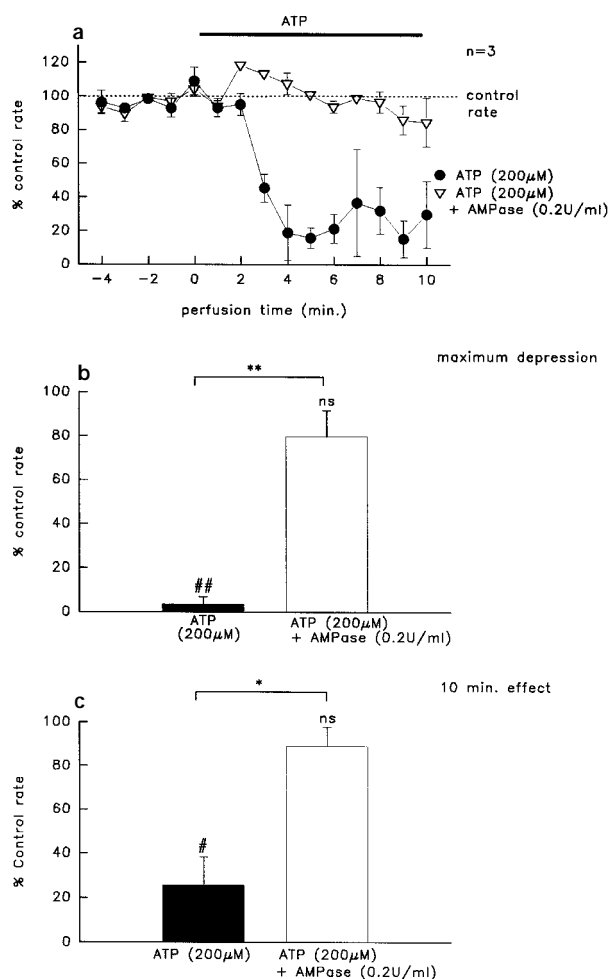 a
ATP
n=3
120
100
80
60
40
20
0
% control rate
control
rate
ATP (200μM)
ATP (200μM)
+ AMPase (0.2U/ml)
-4 -2 0 2 4 6 8 10
perfusion time (min.)
b
maximum depression
**
ns
100
80
60
40
20
0
% control rate
##
ATP
(200μM)
ATP (200μM)
+ AMPase (0.2U/ml)
c
10 min. effect
*
ns
100
80
60
40
20
0
% Control rate
#
ATP (200μM)
ATP (200μM)
+ AMPase (0.2U/ml)